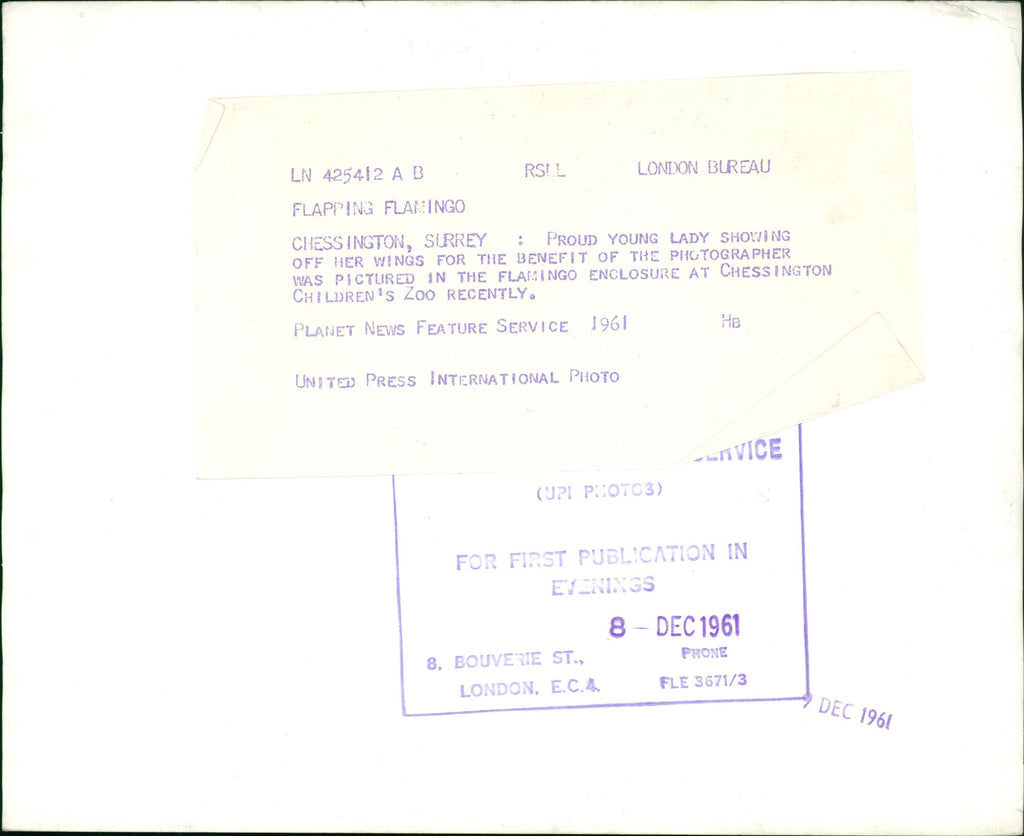 LN 425412 A B RSLL LONDON BUREAU
FLAPPING FLAMINGO
CHESSINGTON, SURREY : PROUD YOUNG LADY SHOWING
OFF HER WINGS FOR THE BENEFIT OF THE PHOTOGRAPHER
WAS PICTURED IN THE FLAMINGO ENCLOSURE AT CHESSINGTON
CHILDREN'S ZOO RECENTLY.
PLANET NEWS FEATURE SERVICE 1961 HB
UNITED PRESS INTERNATIONAL PHOTO
SERVICE
(UPI PHOTOS)
FOR FIRST PUBLICATION IN
EVENINGS
8 - DEC 1961
8, BOUVERIE ST., PHONE
LONDON. E.C.4. FLE 3671/3
9 DEC 1961